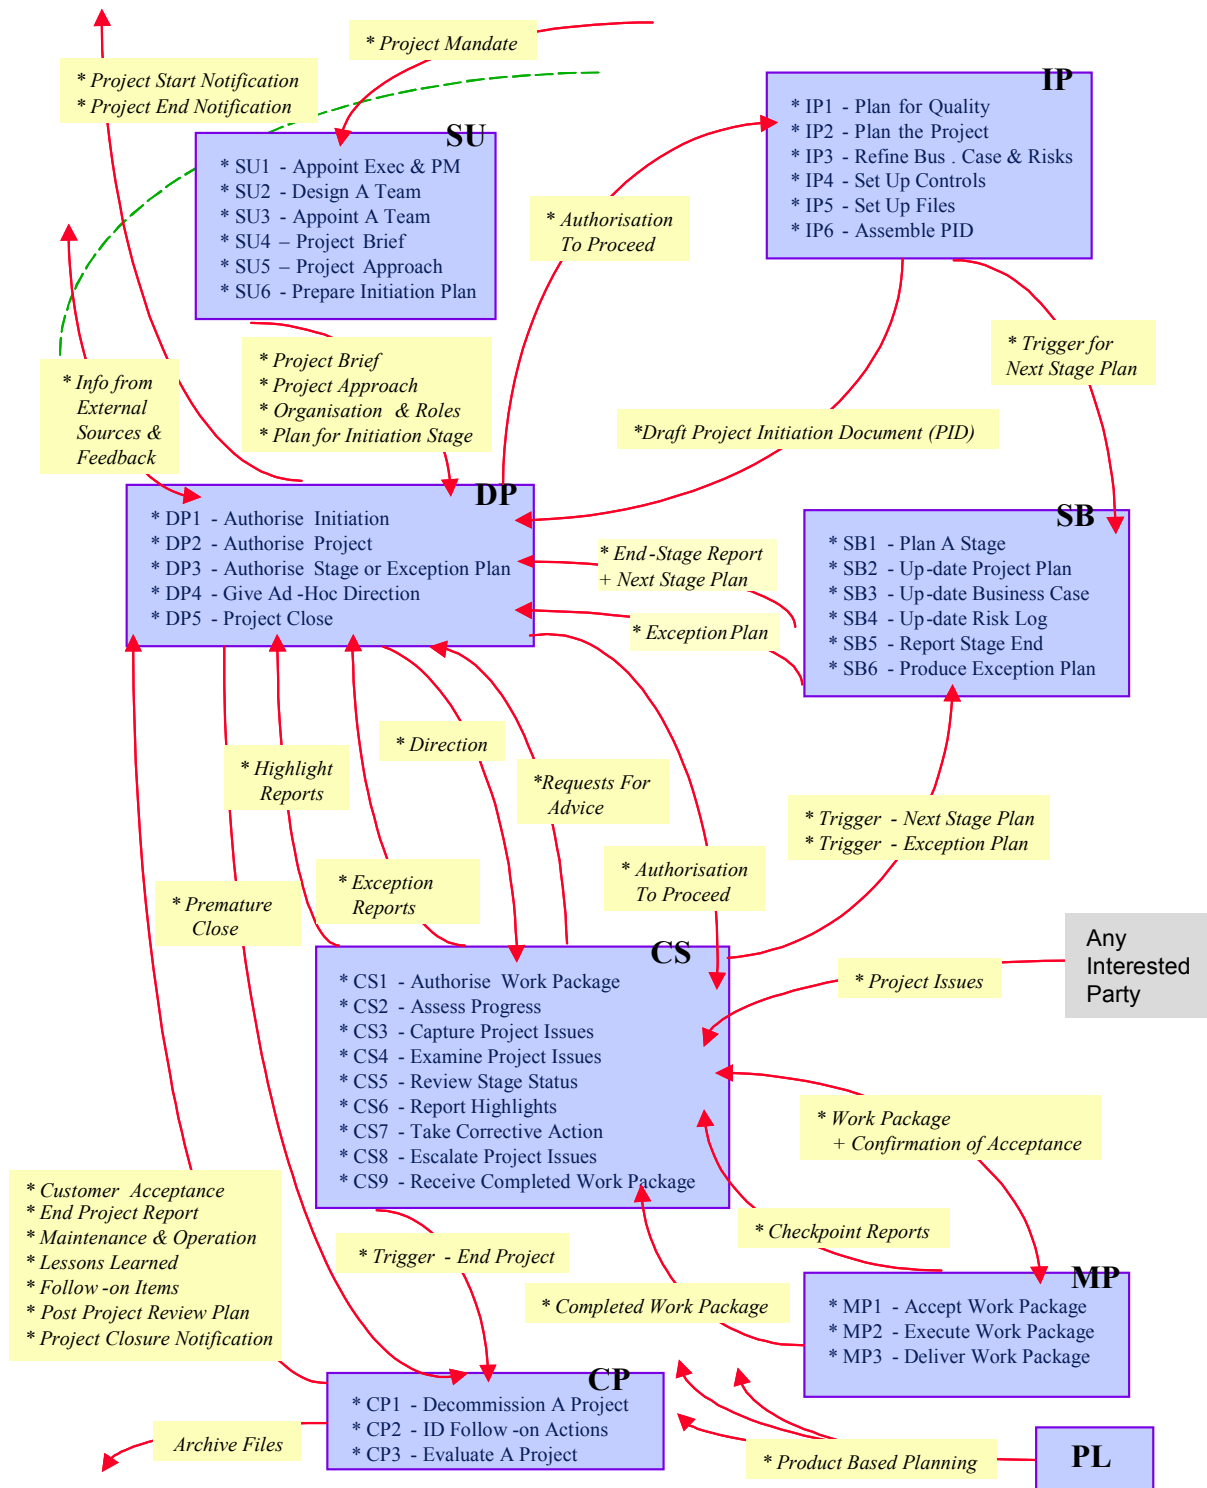 * Project Mandate
* Project Start Notification
* Project End Notification
SU
* SU1 - Appoint Exec & PM
* SU2 - Design A Team
* SU3 - Appoint A Team
* SU4 – Project Brief
* SU5 – Project Approach
* SU6 - Prepare Initiation Plan
IP
* IP1 - Plan for Quality
* IP2 - Plan the Project
* IP3 - Refine Bus . Case & Risks
* IP4 - Set Up Controls
* IP5 - Set Up Files
* IP6 - Assemble PID
* Authorisation
To Proceed
* Info from
External
Sources &
Feedback
* Project Brief
* Project Approach
* Organisation & Roles
* Plan for Initiation Stage
* Trigger for
Next Stage Plan
*Draft Project Initiation Document (PID)
DP
* DP1 - Authorise Initiation
* DP2 - Authorise Project
* DP3 - Authorise Stage or Exception Plan
* DP4 - Give Ad -Hoc Direction
* DP5 - Project Close
* End -Stage Report
+ Next Stage Plan
* Exception Plan
SB
* SB1 - Plan A Stage
* SB2 - Up-date Project Plan
* SB3 - Up-date Business Case
* SB4 - Up-date Risk Log
* SB5 - Report Stage End
* SB6 - Produce Exception Plan
* Highlight
Reports
* Direction
*Requests For
Advice
* Trigger - Next Stage Plan
* Trigger - Exception Plan
* Premature
Close
* Exception
Reports
* Authorisation
To Proceed
CS
* CS1 - Authorise Work Package
* CS2 - Assess Progress
* CS3 - Capture Project Issues
* CS4 - Examine Project Issues
* CS5 - Review Stage Status
* CS6 - Report Highlights
* CS7 - Take Corrective Action
* CS8 - Escalate Project Issues
* CS9 - Receive Completed Work Package
* Project Issues
Any
Interested
Party
* Work Package
+ Confirmation of Acceptance
* Customer Acceptance
* End Project Report
* Maintenance & Operation
* Lessons Learned
* Follow -on Items
* Post Project Review Plan
* Project Closure Notification
* Trigger - End Project
* Checkpoint Reports
* Completed Work Package
MP
* MP1 - Accept Work Package
* MP2 - Execute Work Package
* MP3 - Deliver Work Package
CP
* CP1 - Decommission A Project
* CP2 - ID Follow -on Actions
* CP3 - Evaluate A Project
Archive Files
* Product Based Planning
PL